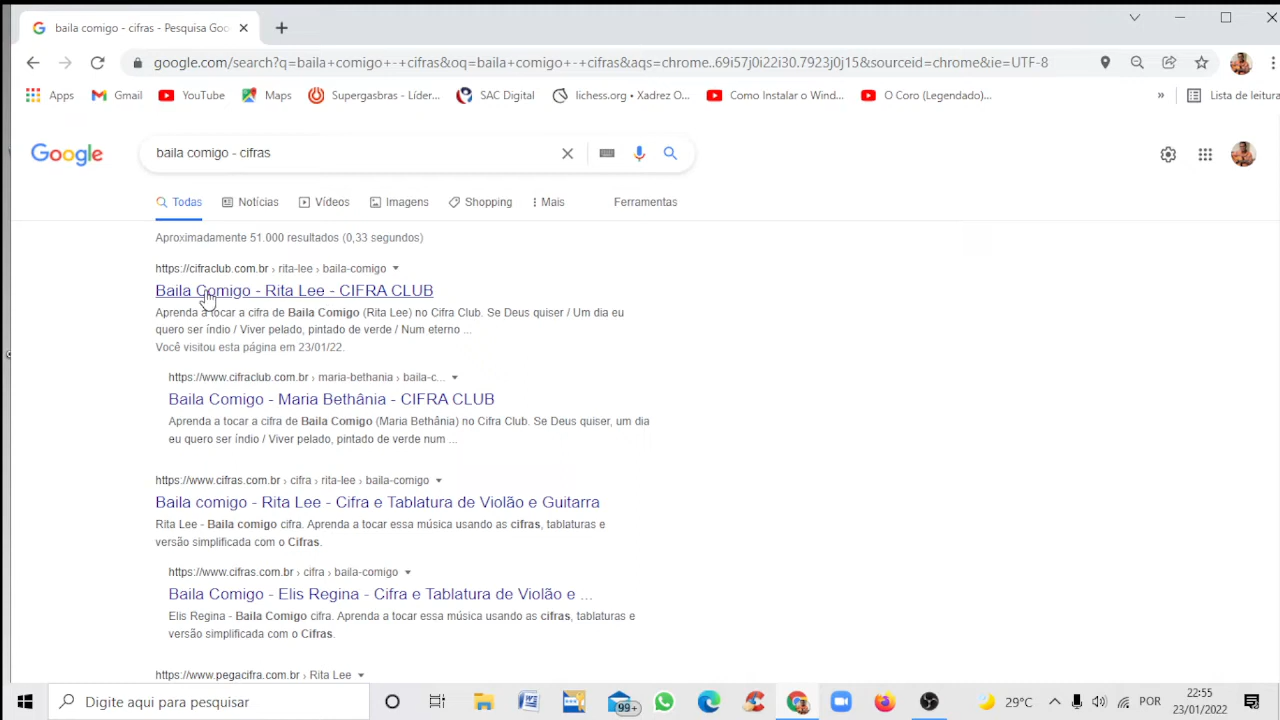 baila comigo - cifras - Pesquisa Goo
google.com/search?q=baila+comigo+-+cifras&oq=baila+comigo+-+cifras&aqs=chrome..69i57j0i22i30.7923j0j15&sourceid=chrome&ie=UTF-8
Apps Gmail YouTube Maps Supergasbras - Líder... SAC Digital lichess.org • Xadrez O... Como Instalar o Wind... O Coro (Legendado)... » Lista de leitura
Google baila comigo - cifras
Todas Notícias Vídeos Imagens Shopping Mais Ferramentas
Aproximadamente 51.000 resultados (0,33 segundos)
https://cifraclub.com.br › rita-lee › baila-comigo
Baila Comigo - Rita Lee - CIFRA CLUB
Aprenda a tocar a cifra de Baila Comigo (Rita Lee) no Cifra Club. Se Deus quiser / Um dia eu
quero ser índio / Viver pelado, pintado de verde / Num eterno ...
Você visitou esta página em 23/01/22.
https://www.cifraclub.com.br › maria-bethania › baila-c...
Baila Comigo - Maria Bethânia - CIFRA CLUB
Aprenda a tocar a cifra de Baila Comigo (Maria Bethânia) no Cifra Club. Se Deus quiser, um dia
eu quero ser índio / Viver pelado, pintado de verde num ...
https://www.cifras.com.br › cifra › rita-lee › baila-comigo
Baila comigo - Rita Lee - Cifra e Tablatura de Violão e Guitarra
Rita Lee - Baila comigo cifra. Aprenda a tocar essa música usando as cifras, tablaturas e
versão simplificada com o Cifras.
https://www.cifras.com.br › cifra › baila-comigo
Baila Comigo - Elis Regina - Cifra e Tablatura de Violão e ...
Elis Regina - Baila Comigo cifra. Aprenda a tocar essa música usando as cifras, tablaturas e
versão simplificada com o Cifras.
https://www.pegacifra.com.br › Rita Lee
Digite aqui para pesquisar 99+ 29°C POR 22:55
23/01/2022